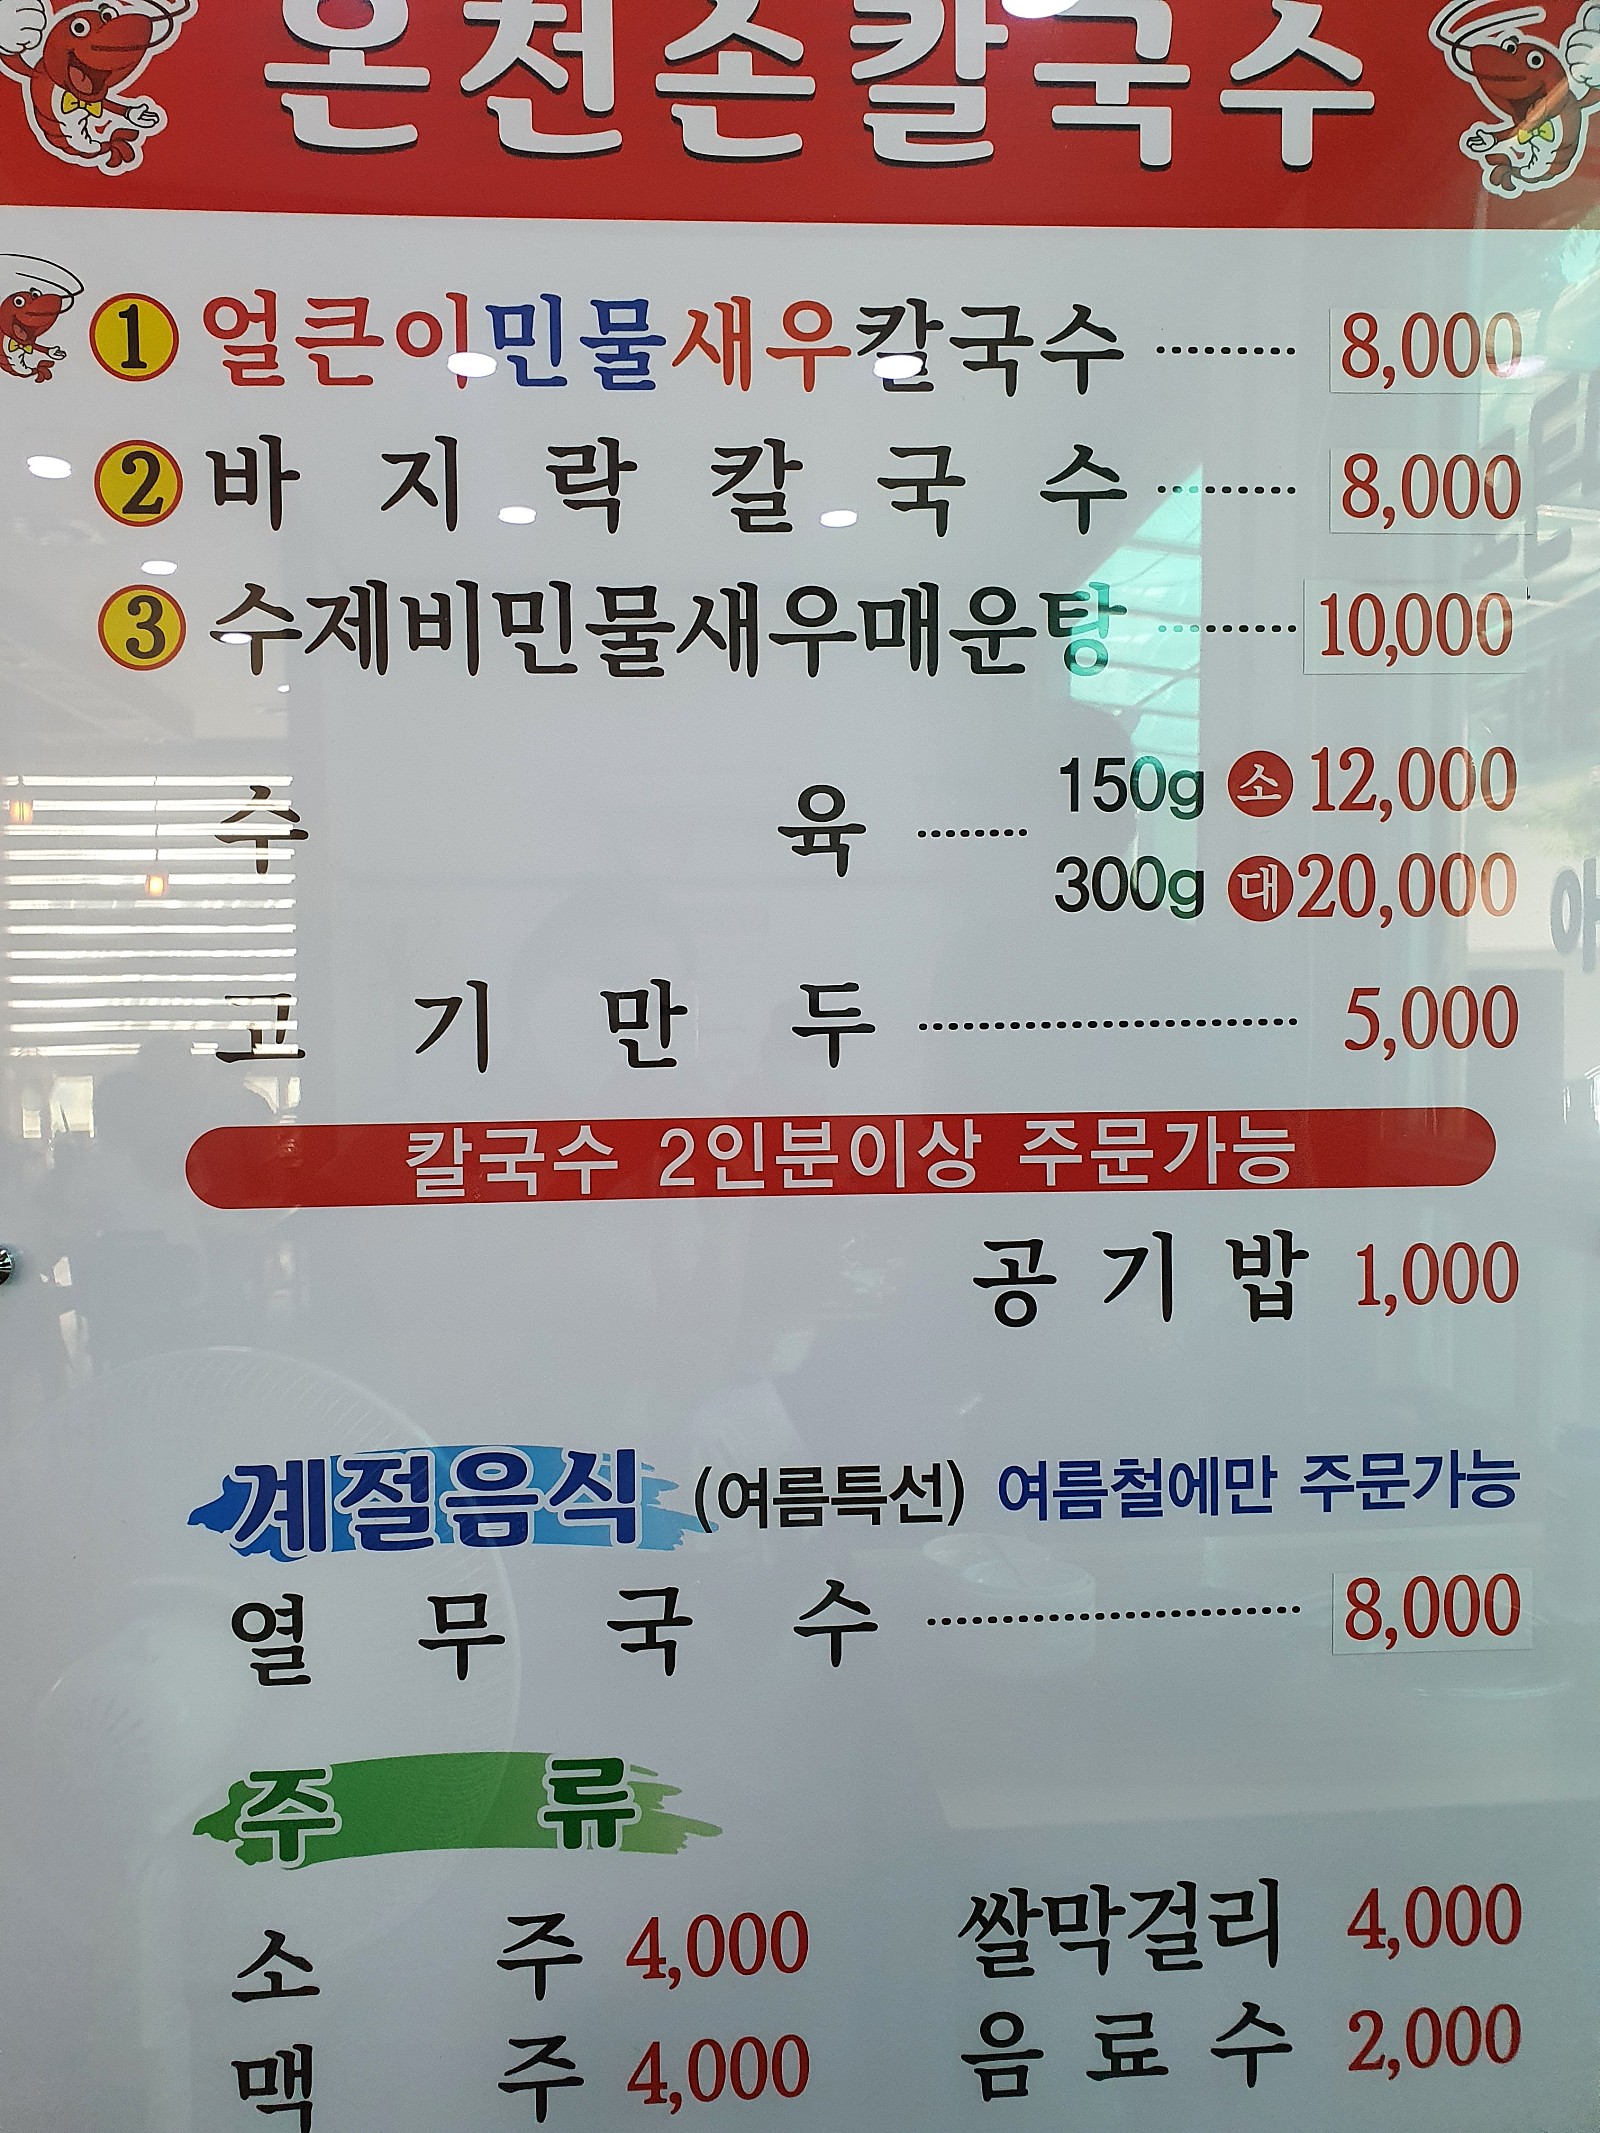 온천손칼국수
1 얼큰이민물새우칼국수 8,000
2 바지락칼국수 8,000
3 수제비민물새우매운탕 10,000
수육 150g 소 12,000
300g 대 20,000
고기만두 5,000
칼국수 2인분이상 주문가능
공기밥 1,000
계절음식 (여름특선) 여름철에만 주문가능
열무국수 8,000
주류
소주 4,000 쌀막걸리 4,000
맥주 4,000 음료수 2,000